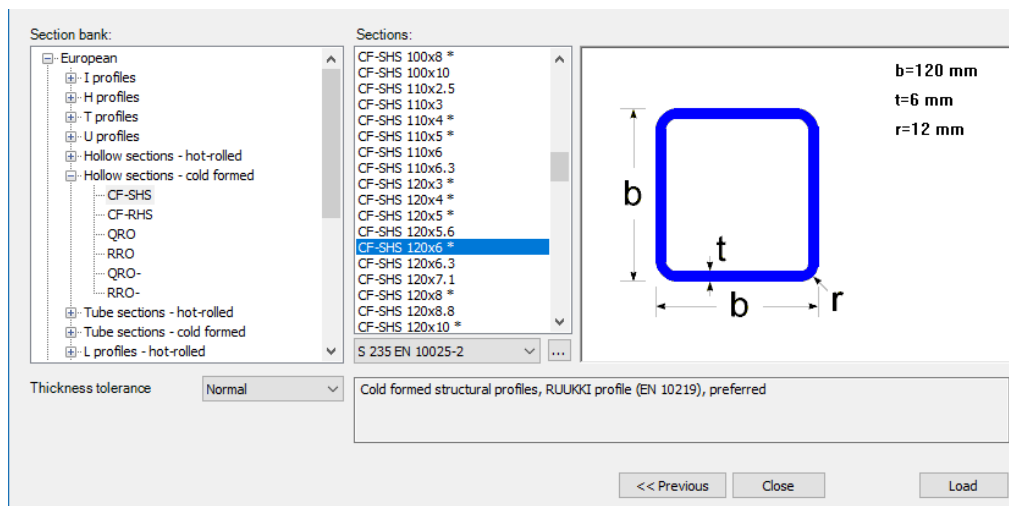 Section bank:
European
I profiles
H profiles
T profiles
U profiles
Hollow sections - hot-rolled
Hollow sections - cold formed
CF-SHS
CF-RHS
QRO
RRO
QRO-
RRO-
Tube sections - hot-rolled
Tube sections - cold formed
L profiles - hot-rolled
Sections:
CF-SHS 100x8 *
CF-SHS 100x10
CF-SHS 110x2.5
CF-SHS 110x3
CF-SHS 110x4 *
CF-SHS 110x5 *
CF-SHS 110x6
CF-SHS 110x6.3
CF-SHS 120x3 *
CF-SHS 120x4 *
CF-SHS 120x5 *
CF-SHS 120x5.6
CF-SHS 120x6 *
CF-SHS 120x6.3
CF-SHS 120x7.1
CF-SHS 120x8 *
CF-SHS 120x8.8
CF-SHS 120x10 *
S 235 EN 10025-2
...
b=120 mm
t=6 mm
r=12 mm
b
t
b
r
Thickness tolerance
Normal
Cold formed structural profiles, RUUKKI profile (EN 10219), preferred
<< Previous
Close
Load